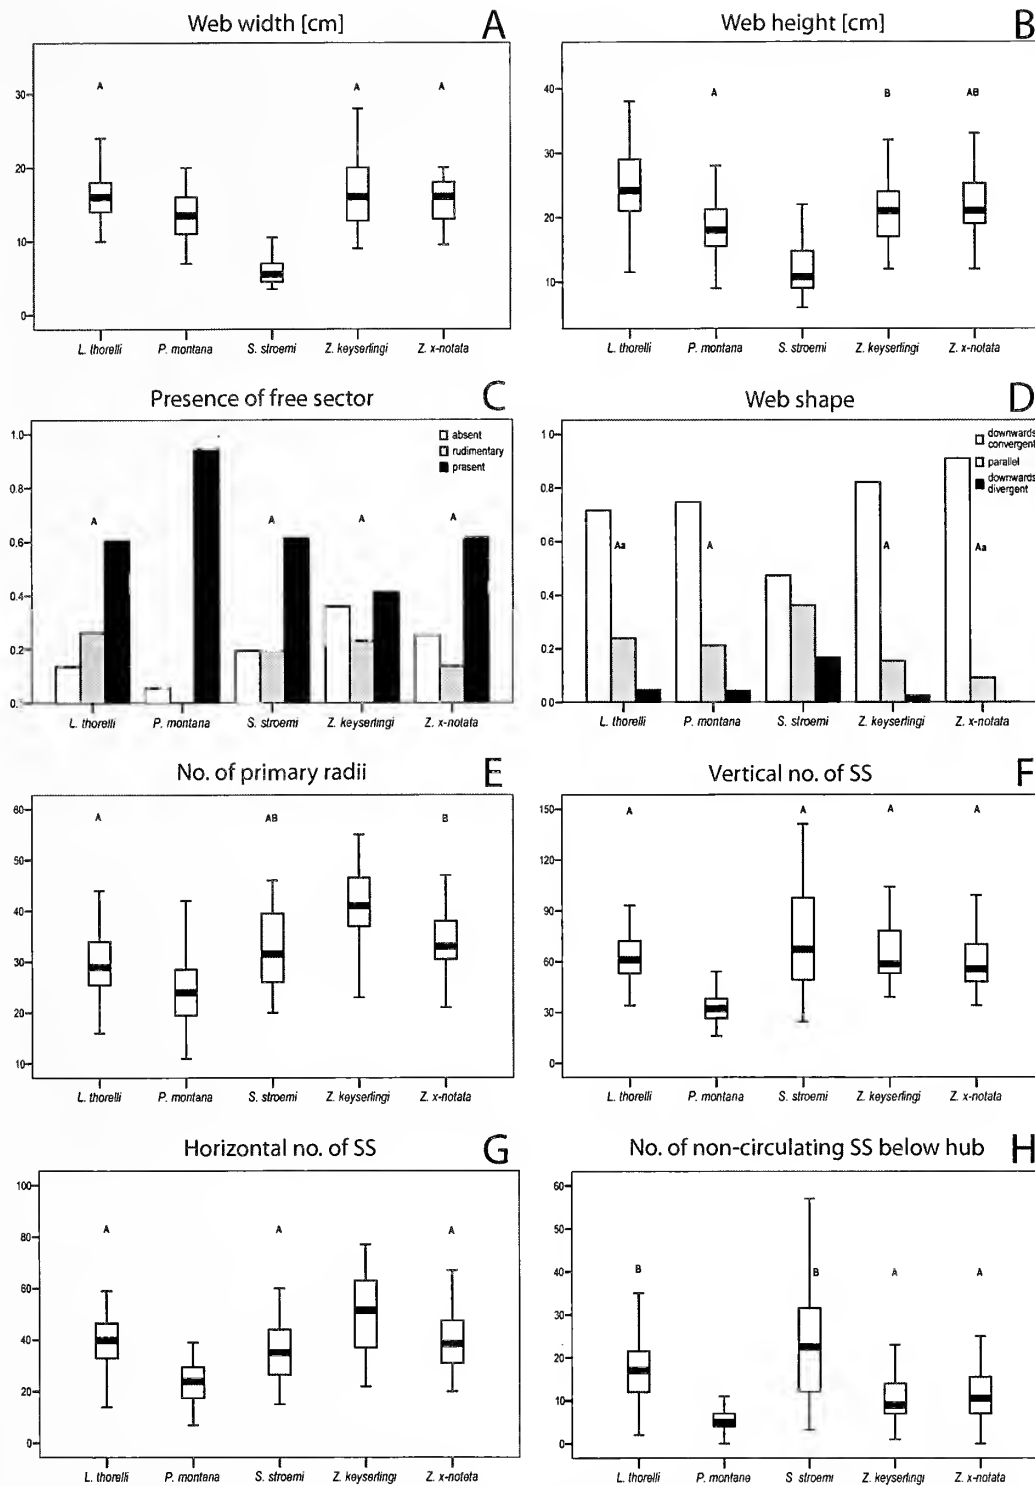 Web width [cm] A
30
20
10
0
A A A
L. thorelli P. montana S. stroemi Z. keyserlingi Z. x-notata
Web height [cm] B
40
30
20
10
A B AB
L. thorelli P. montana S. stroemi Z. keyserlingi Z. x-notata
Presence of free sector C
1.0
0.8
0.6
0.4
0.2
absent
rudimentary
present
A A A A
L. thorelli P. montana S. stroemi Z. keyserlingi Z. x-notata
Web shape D
1.0
0.8
0.6
0.4
0.2
0.0
downwards
convergent
parallel
downwards
divergent
Aa A A Aa
L. thorelli P. montana S. stroemi Z. keyserlingi Z. x-notata
No. of primary radii E
60
50
40
30
20
10
A AB B
L. thorelli P. montana S. stroemi Z. keyserlingi Z. x-notata
Vertical no. of SS F
150
120
90
60
30
0
A A A A
L. thorelli P. montana S. stroemi Z. keyserlingi Z. x-notata
Horizontal no. of SS G
100
80
60
40
20
0
A A A
L. thorelli P. montana S. stroemi Z. keyserlingi Z. x-notata
No. of non-circulating SS below hub H
60
50
40
30
20
10
0
B B A A
L. thorelli P. montane S stroemi Z. keyserlingi Z. x-notata